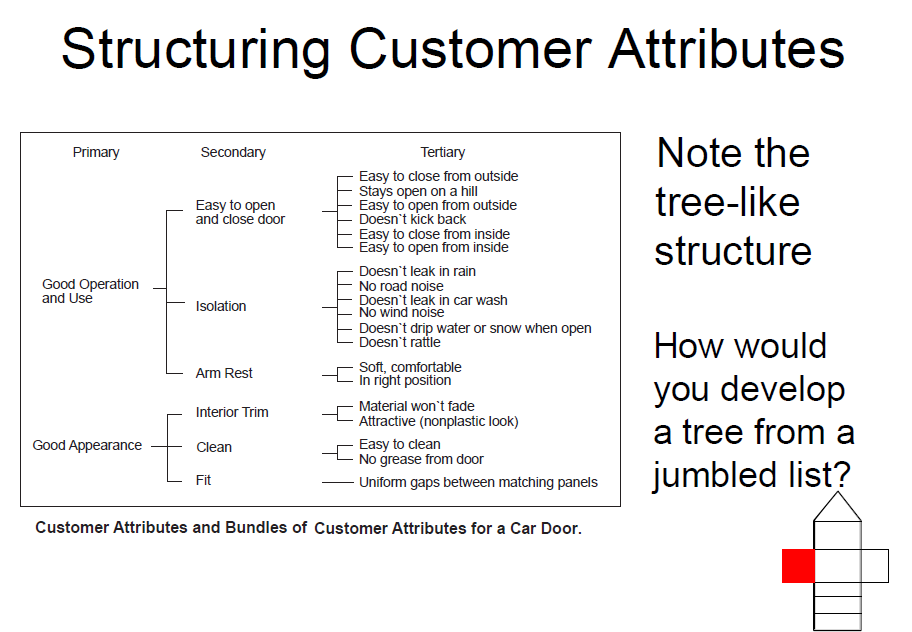 Structuring Customer Attributes
Primary
Secondary
Tertiary
Good Operation
and Use
Easy to open
and close door
Easy to close from outside
Stays open on a hill
Easy to open from outside
Doesn`t kick back
Easy to close from inside
Easy to open from inside
Isolation
Doesn`t leak in rain
No road noise
Doesn`t leak in car wash
No wind noise
Doesn`t drip water or snow when open
Doesn`t rattle
Arm Rest
Soft, comfortable
In right position
Good Appearance
Interior Trim
Material won`t fade
Attractive (nonplastic look)
Clean
Easy to clean
No grease from door
Fit
Uniform gaps between matching panels
Customer Attributes and Bundles of Customer Attributes for a Car Door.
Note the
tree-like
structure
How would
you develop
a tree from a
jumbled list?